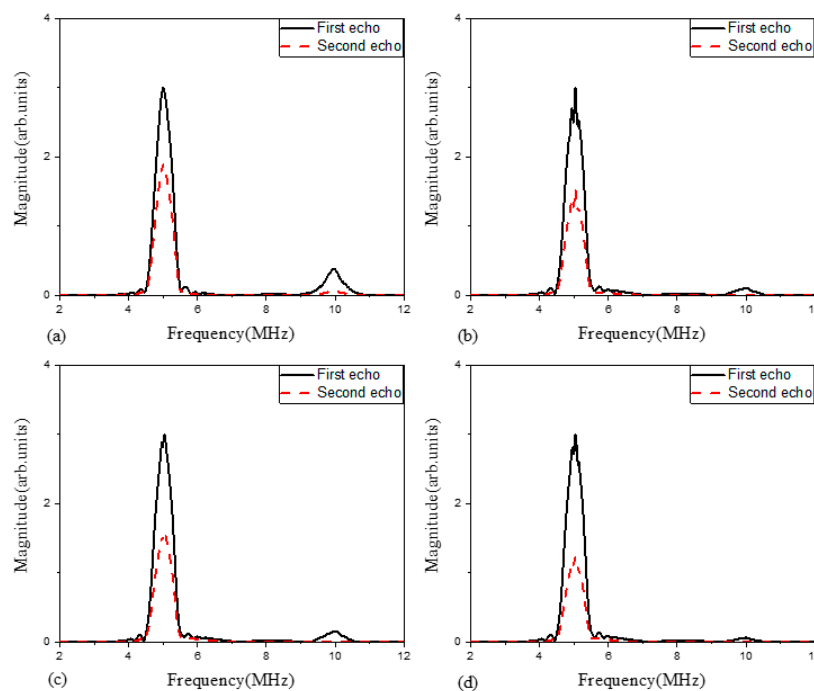 First echo
Second echo
Magnitude(arb.units)
4
2
0
2
4
6
8
10
12
Frequency(MHz)
(a)
First echo
Second echo
Magnitude(arb.units)
4
2
0
2
4
6
8
10
12
Frequency(MHz)
(b)
First echo
Second echo
Magnitude(arb.units)
4
2
0
2
4
6
8
10
12
Frequency(MHz)
(c)
First echo
Second echo
Magnitude(arb.units)
4
2
0
2
4
6
8
10
12
Frequency(MHz)
(d)